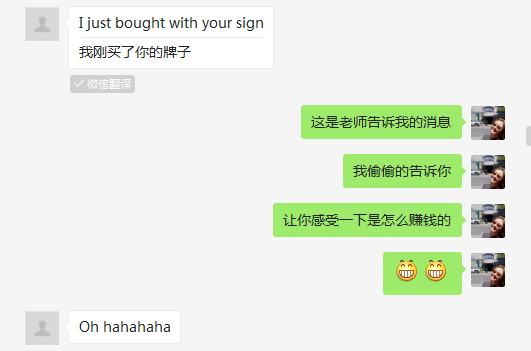 I just bought with your sign
我刚买了你的牌子
微信翻译
这是老师告诉我的消息
我偷偷的告诉你
让你感受一下是怎么赚钱的
Oh hahahaha